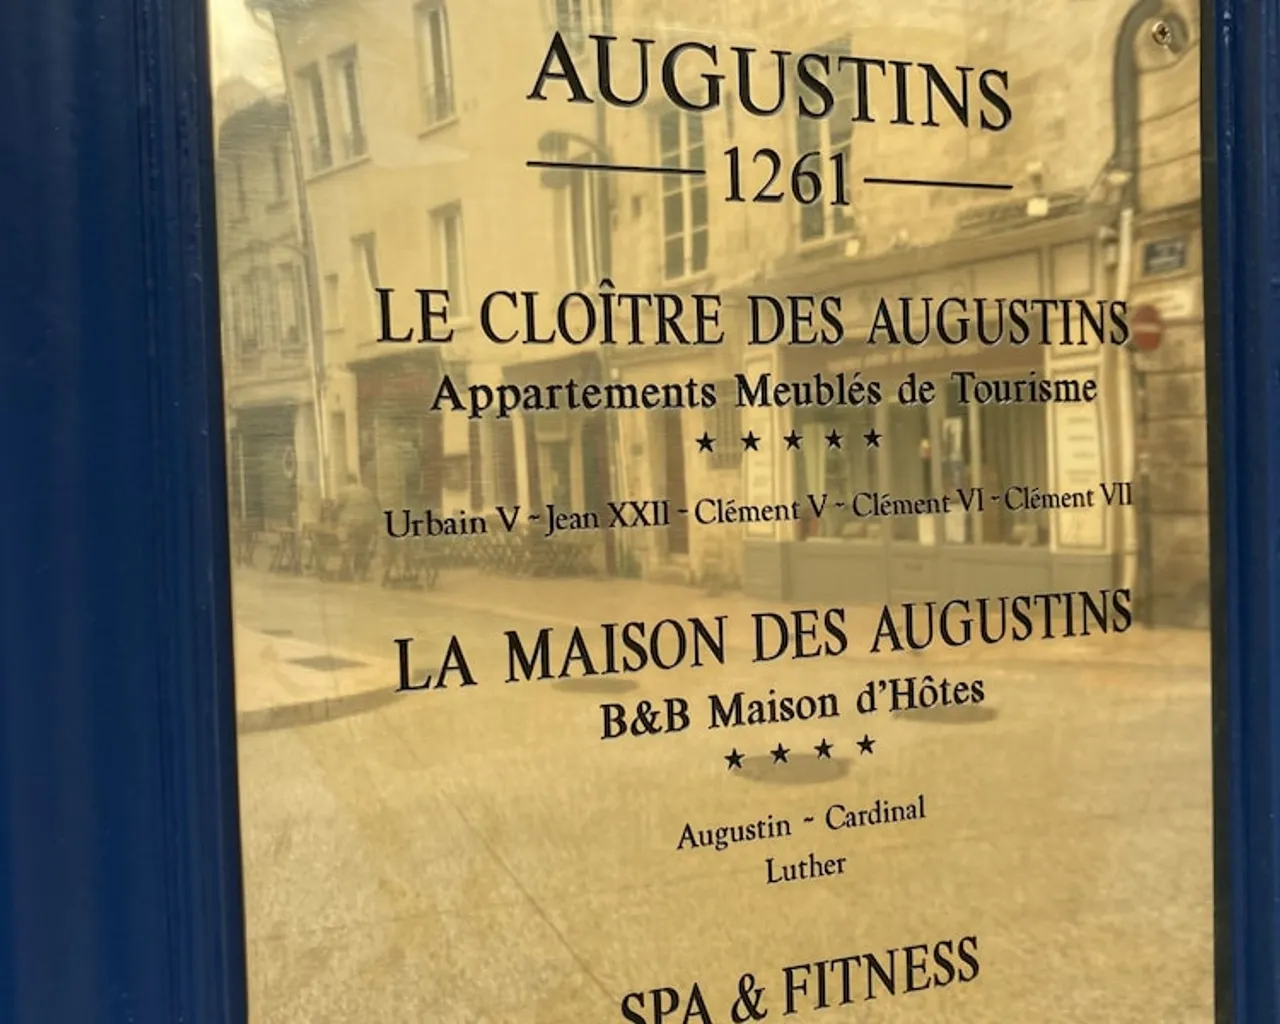 AUGUSTINS
1261
LE CLOÎTRE DES AUGUSTINS
Appartements Meublés de Tourisme
★ ★ ★ ★ ★
Urbain V ~ Jean XXII ~ Clément V ~ Clément VI ~ Clément VII
LA MAISON DES AUGUSTINS
B&B Maison d'Hôtes
★ ★ ★ ★
Augustin ~ Cardinal
Luther
SPA & FITNESS